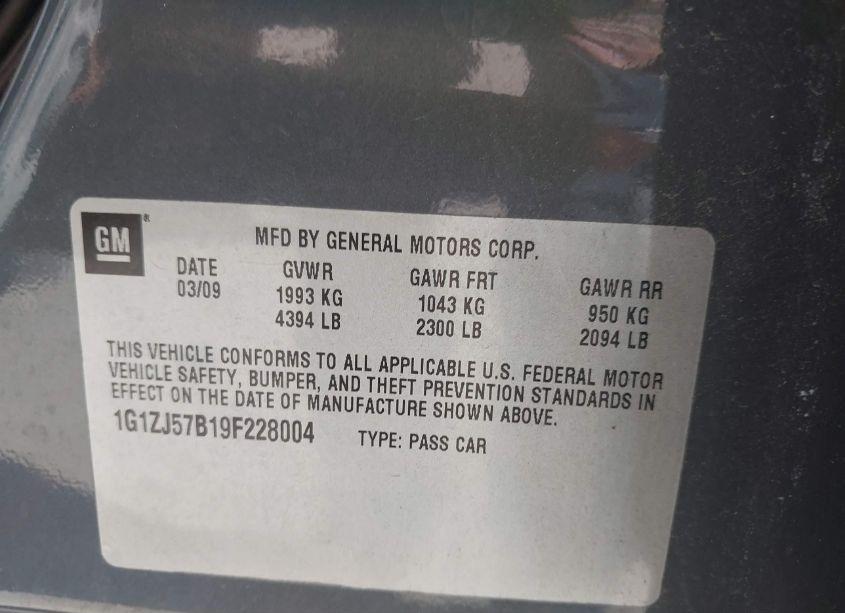 GM ®
MFD BY GENERAL MOTORS CORP.
DATE GVWR GAWR FRT GAWR RR
03/09 1993 KG 1043 KG 950 KG
4394 LB 2300 LB 2094 LB
THIS VEHICLE CONFORMS TO ALL APPLICABLE U.S. FEDERAL MOTOR
VEHICLE SAFETY, BUMPER, AND THEFT PREVENTION STANDARDS IN
EFFECT ON THE DATE OF MANUFACTURE SHOWN ABOVE.
1G1ZJ57B19F228004 TYPE: PASS CAR